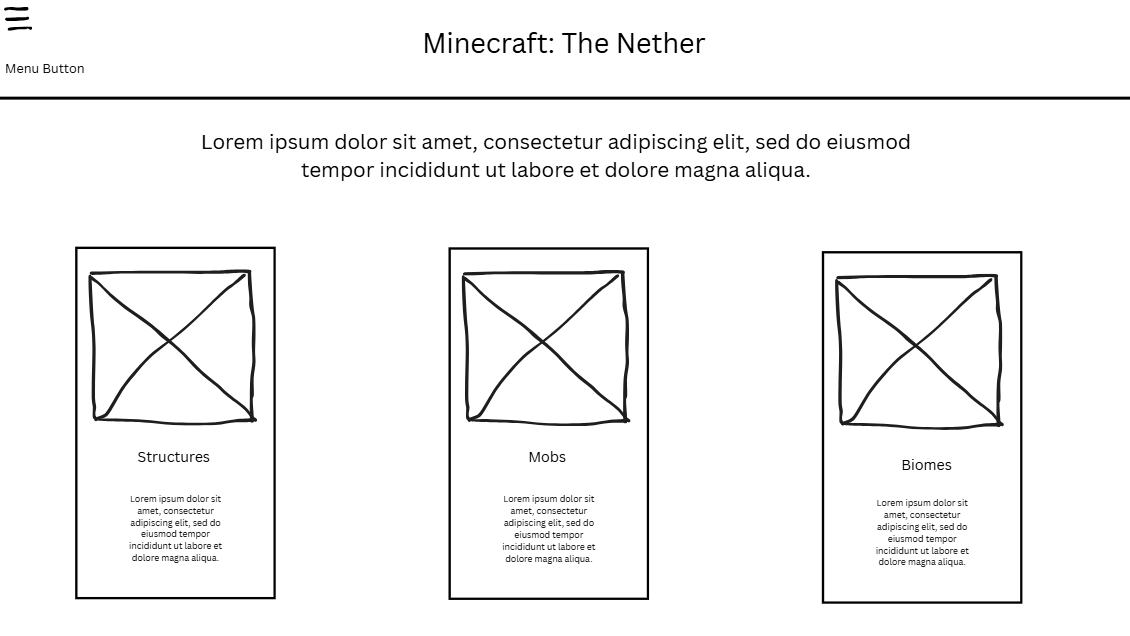 Minecraft: The Nether
Menu Button
Lorem ipsum dolor sit amet, consectetur adipiscing elit, sed do eiusmod
tempor incididunt ut labore et dolore magna aliqua.
Structures
Lorem ipsum dolor sit
amet, consectetur
adipiscing elit, sed do
eiusmod tempor
incididunt ut labore et
dolore magna aliqua.
Mobs
Lorem ipsum dolor sit
amet, consectetur
adipiscing elit, sed do
eiusmod tempor
incididunt ut labore et
dolore magna aliqua.
Biomes
Lorem ipsum dolor sit
amet, consectetur
adipiscing elit, sed do
eiusmod tempor
incididunt ut labore et
dolore magna aliqua.